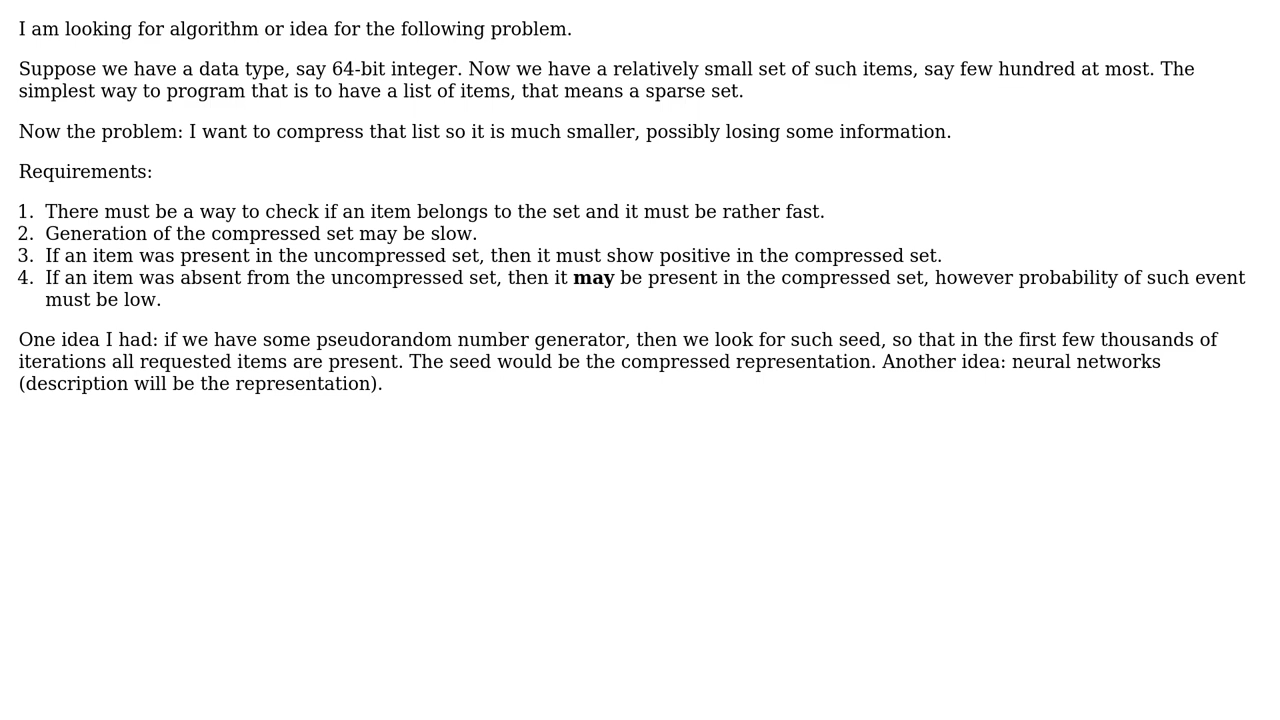 I am looking for algorithm or idea for the following problem.
Suppose we have a data type, say 64-bit integer. Now we have a relatively small set of such items, say few hundred at most. The
simplest way to program that is to have a list of items, that means a sparse set.
Now the problem: I want to compress that list so it is much smaller, possibly losing some information.
Requirements:
1. There must be a way to check if an item belongs to the set and it must be rather fast.
2. Generation of the compressed set may be slow.
3. If an item was present in the uncompressed set, then it must show positive in the compressed set.
4. If an item was absent from the uncompressed set, then it may be present in the compressed set, however probability of such event
must be low.
One idea I had: if we have some pseudorandom number generator, then we look for such seed, so that in the first few thousands of
iterations all requested items are present. The seed would be the compressed representation. Another idea: neural networks
(description will be the representation).